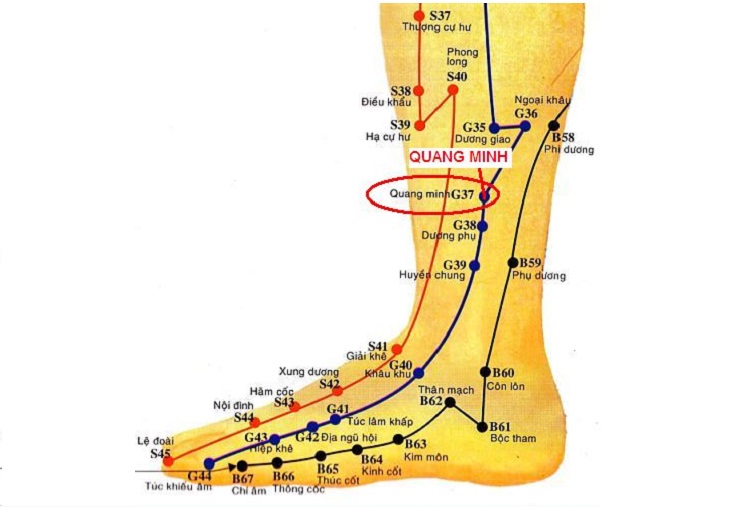 S37
Thượng cự hư
Phong
long
S40
S38
Điều khẩu
Ngoại khâu
G36
S39
Hạ cự hư
G35
Dương giao
B58
Phi dương
QUANG MINH
Quang minh G37
G38
Dương phụ
G39
Huyền chung
B59
Phụ dương
S41
Giải khê
G40
Khâu khu
Xung dương
S42
B60
Côn lôn
Thân mạch
B62
Hãm cốc
S43
Nội đình
S44
G41
Túc lâm khấp
G42 Địa ngũ hội
G43
Hiệp khê
B61
Bộc tham
B63
Kim môn
Lệ đoài
S45
B64
Kinh cốt
B65
Thúc cốt
B66
Thông cốc
B67
Chí âm
G44
Túc khiếu âm